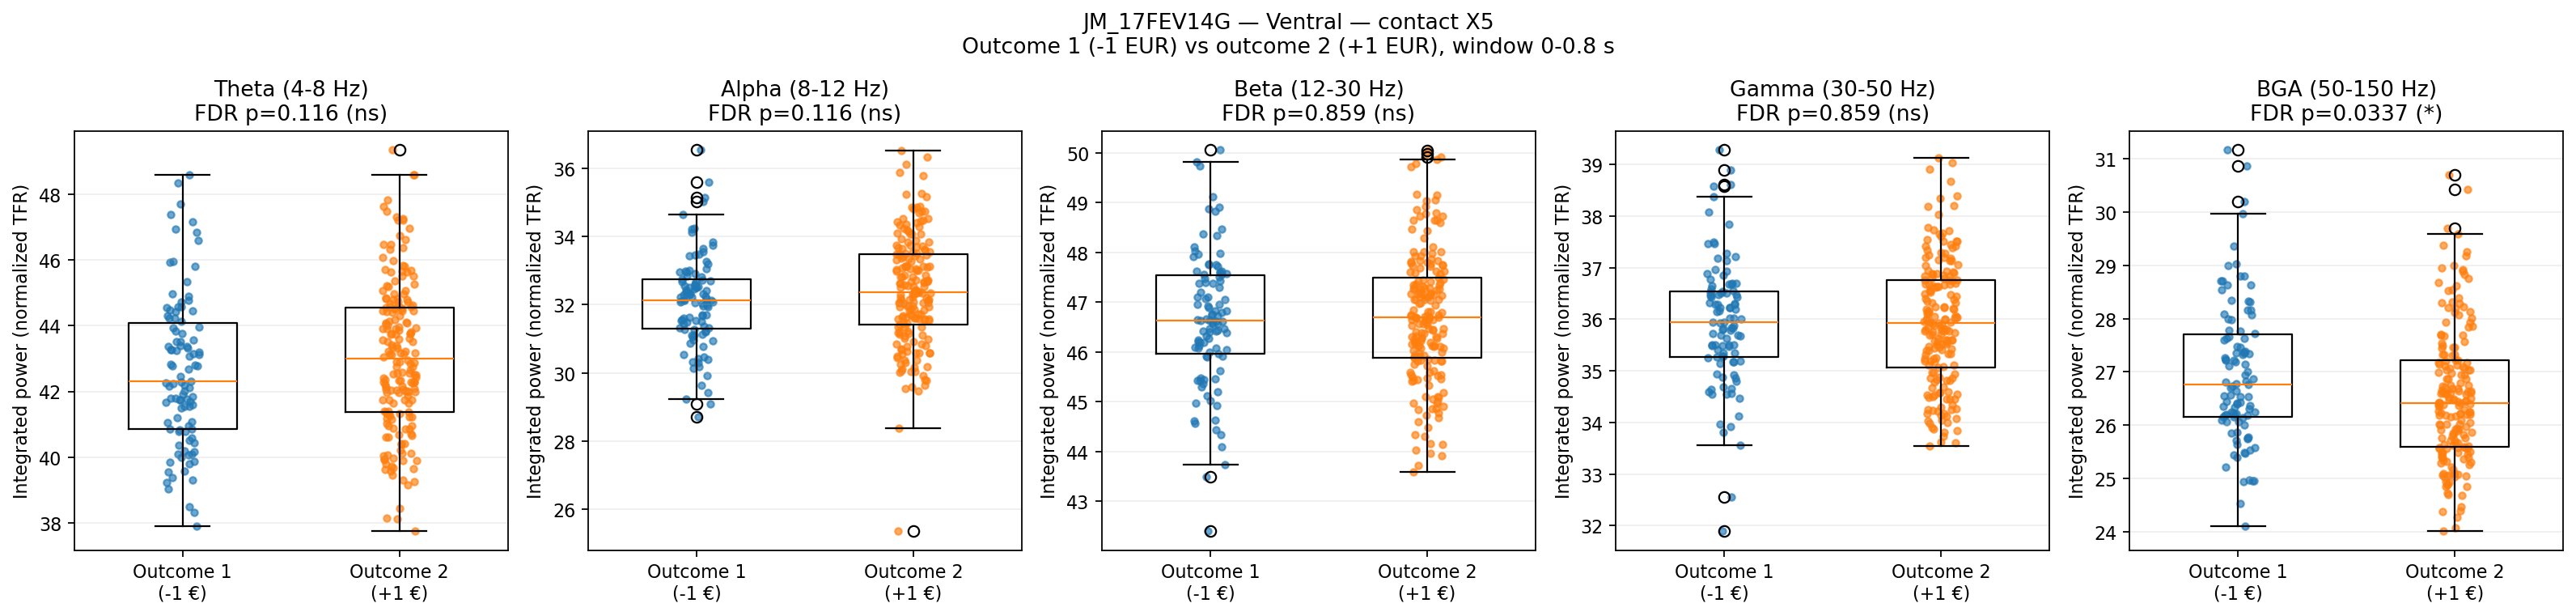 JM_17FEV14G — Ventral — contact X5
Outcome 1 (-1 EUR) vs outcome 2 (+1 EUR), window 0-0.8 s
Theta (4-8 Hz)
FDR p=0.116 (ns)
Integrated power (normalized TFR)
48
46
44
42
40
38
Outcome 1
(-1 €)
Outcome 2
(+1 €)
Alpha (8-12 Hz)
FDR p=0.116 (ns)
Integrated power (normalized TFR)
36
34
32
30
28
26
Outcome 1
(-1 €)
Outcome 2
(+1 €)
Beta (12-30 Hz)
FDR p=0.859 (ns)
Integrated power (normalized TFR)
50
49
48
47
46
45
44
43
Outcome 1
(-1 €)
Outcome 2
(+1 €)
Gamma (30-50 Hz)
FDR p=0.859 (ns)
Integrated power (normalized TFR)
39
38
37
36
35
34
33
32
Outcome 1
(-1 €)
Outcome 2
(+1 €)
BGA (50-150 Hz)
FDR p=0.0337 (*)
Integrated power (normalized TFR)
31
30
29
28
27
26
25
24
Outcome 1
(-1 €)
Outcome 2
(+1 €)